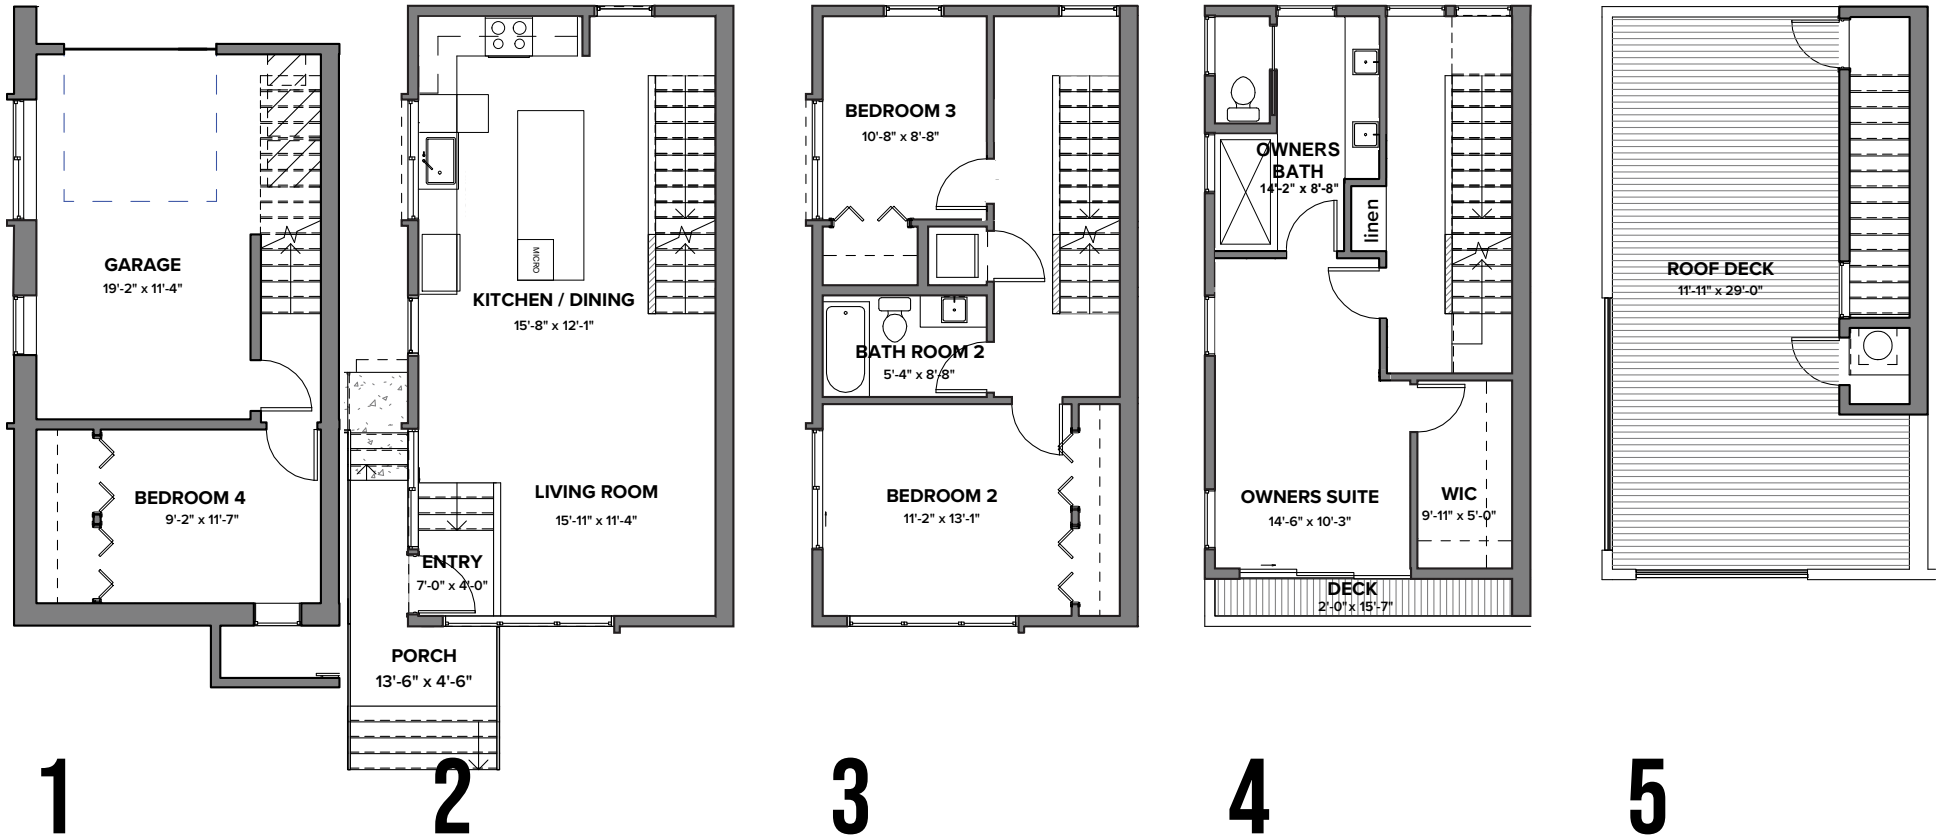 GARAGE
19'-2" x 11'-4"
BEDROOM 4
9'-2" x 11'-7"
1
MICRO
KITCHEN / DINING
15'-8" x 12'-1"
LIVING ROOM
15'-11" x 11'-4"
ENTRY
7'-0" x 4'-0"
PORCH
13'-6" x 4'-6"
2
BEDROOM 3
10'-8" x 8'-8"
BATH ROOM 2
5'-4" x 8'-8"
BEDROOM 2
11'-2" x 13'-1"
3
OWNERS
BATH
14'-2" x 8'-8"
linen
OWNERS SUITE
14'-6" x 10'-3"
WIC
9'-11" x 5'-0"
DECK
2'-0" x 15'-7"
4
ROOF DECK
11'-11" x 29'-0"
5